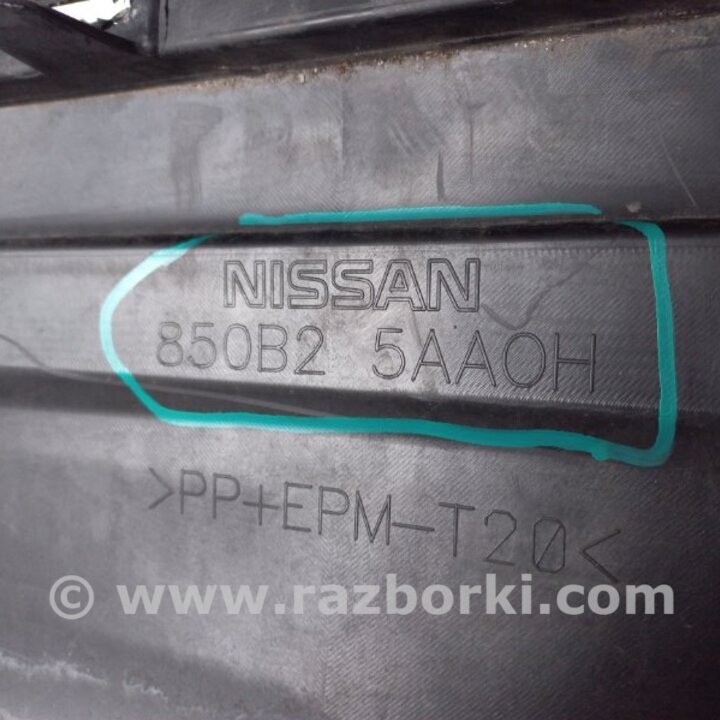 NISSAN
850B2 5AA0H
>PP+EPM-T20<
© www.razborki.com